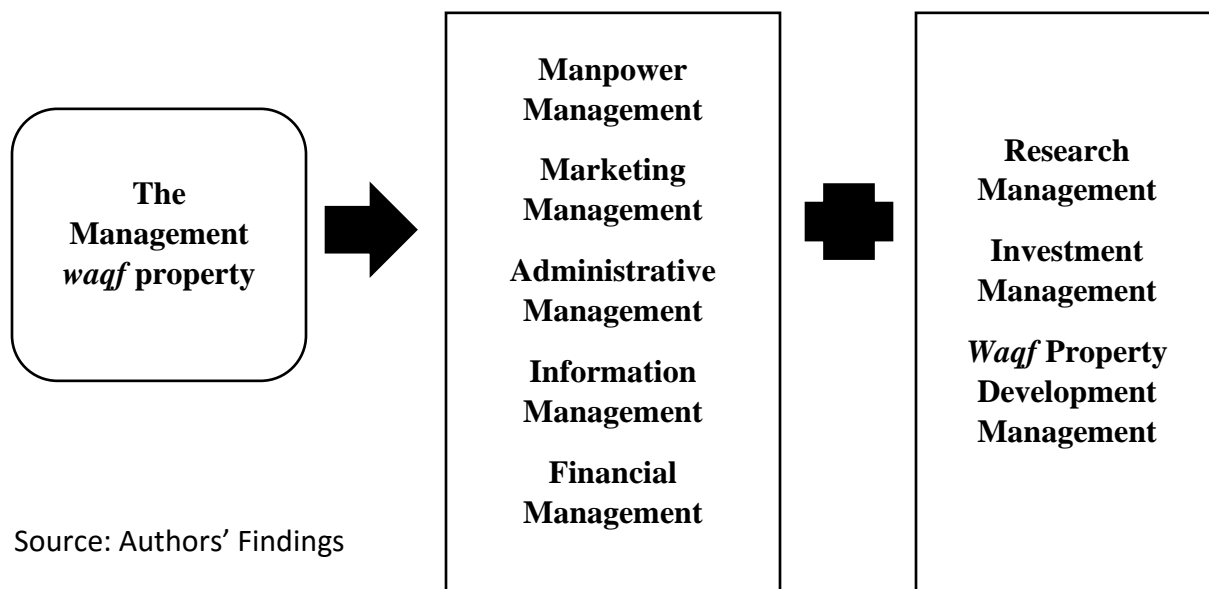 The
Management
waqf property
Manpower
Management
Marketing
Management
Administrative
Management
Information
Management
Financial
Management
Research
Management
Investment
Management
Waqf Property
Development
Management
Source: Authors’ Findings